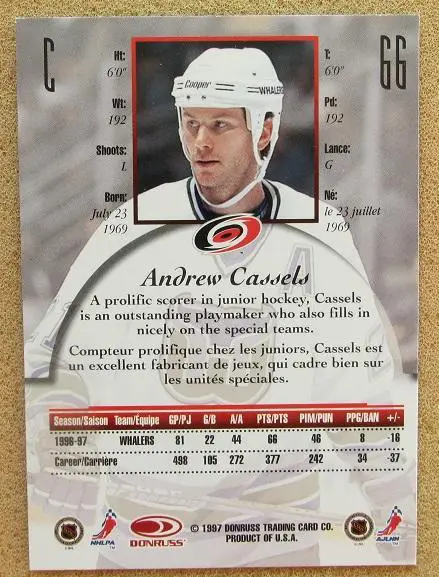 C
66
Ht:
6'0"
Wt:
192
Shoots:
L
Born:
July 23
1969
Cooper
WHALERS
T:
6'0"
Pd:
192
Lance:
G
Né:
le 23 juillet
1969
Andrew Cassels
A prolific scorer in junior hockey, Cassels
is an outstanding playmaker who also fills in
nicely on the special teams.
Compteur prolifique chez les juniors, Cassels est
un excellent fabricant de jeux, qui cadre bien sur
les unités spéciales.
Season/Saison Team/Équipe GP/PJ G/B A/A PTS/PTS PIM/PUN PPG/BAN +/-
1996-97 WHALERS 81 22 44 66 46 8 -16
Career/Carrière 498 105 272 377 242 34 -37
NHLPA
DONRUSS
© 1997 DONRUSS TRADING CARD CO.
PRODUCT OF U.S.A.
AJLNH